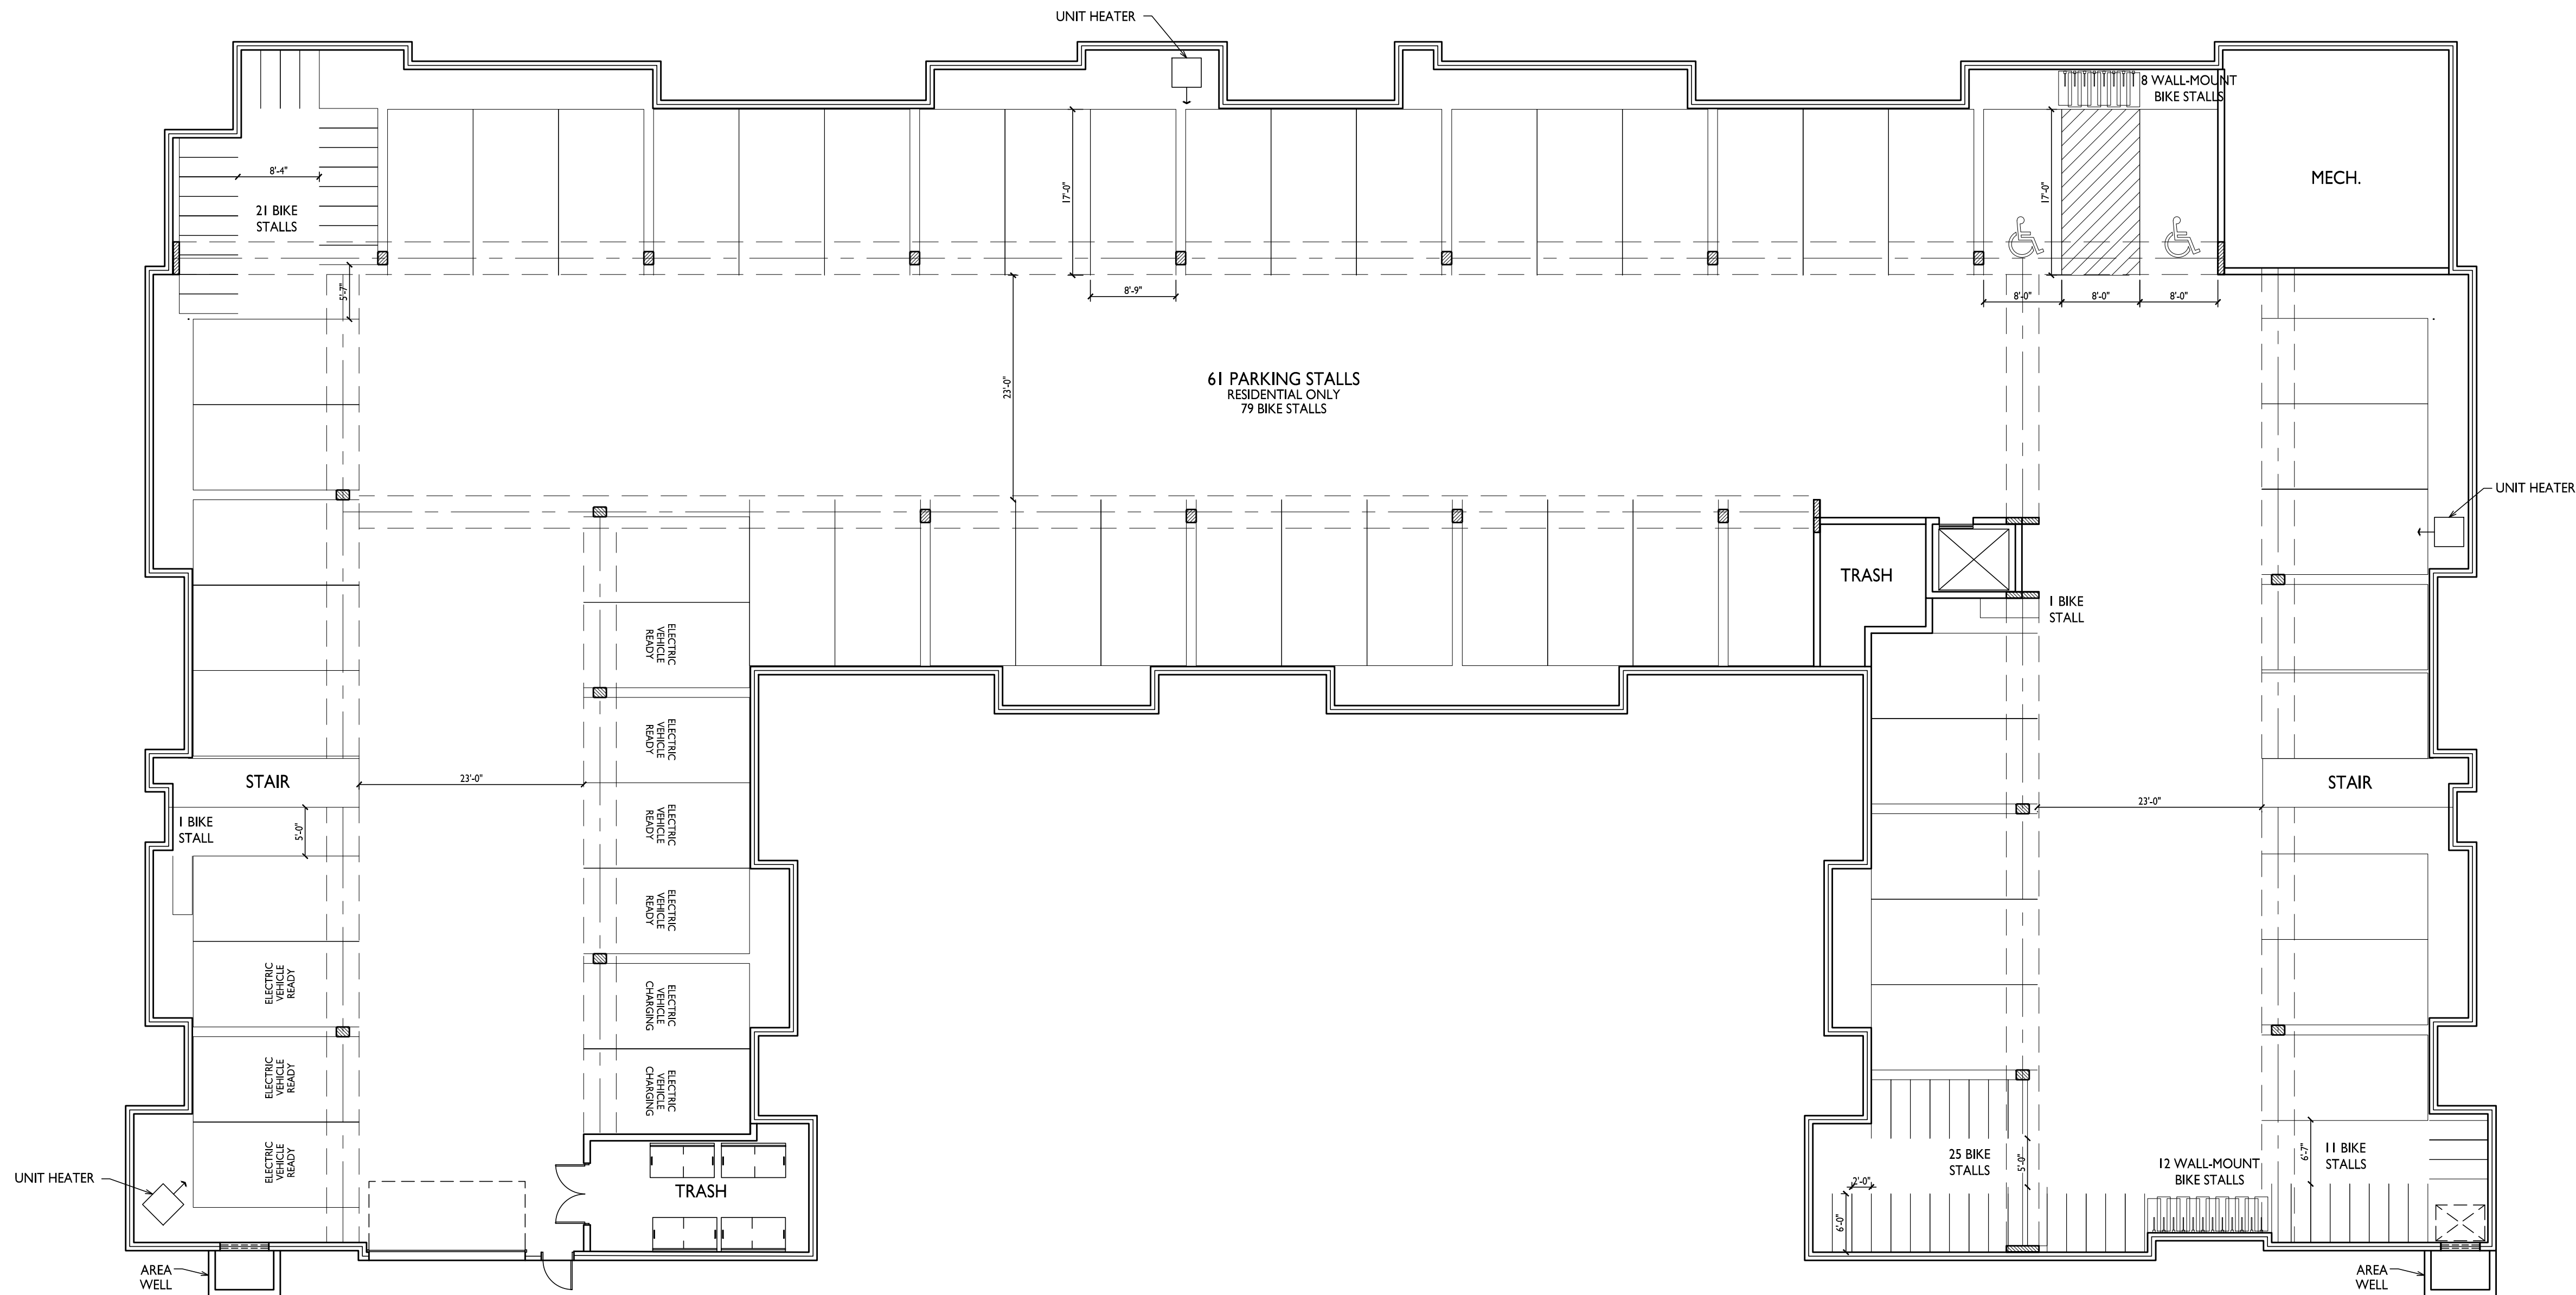 UNIT HEATER
8 WALL-MOUNT
BIKE STALLS
MECH.
8'-4"
21 BIKE
STALLS
17'-0"
17'-0"
5'-7"
8'-9"
8'-0"
8'-0"
8'-0"
61 PARKING STALLS
RESIDENTIAL ONLY
79 BIKE STALLS
23'-0"
UNIT HEATER
TRASH
1 BIKE
STALL
ELECTRIC
VEHICLE
READY
ELECTRIC
VEHICLE
READY
STAIR
23'-0"
STAIR
23'-0"
1 BIKE
STALL
5'-0"
ELECTRIC
VEHICLE
READY
ELECTRIC
VEHICLE
READY
ELECTRIC
VEHICLE
READY
ELECTRIC
VEHICLE
CHARGING
ELECTRIC
VEHICLE
READY
ELECTRIC
VEHICLE
CHARGING
ELECTRIC
VEHICLE
READY
UNIT HEATER
TRASH
25 BIKE
STALLS
5'-0"
2'-0"
6'-0"
12 WALL-MOUNT
BIKE STALLS
6'-7"
11 BIKE
STALLS
AREA
WELL
AREA
WELL